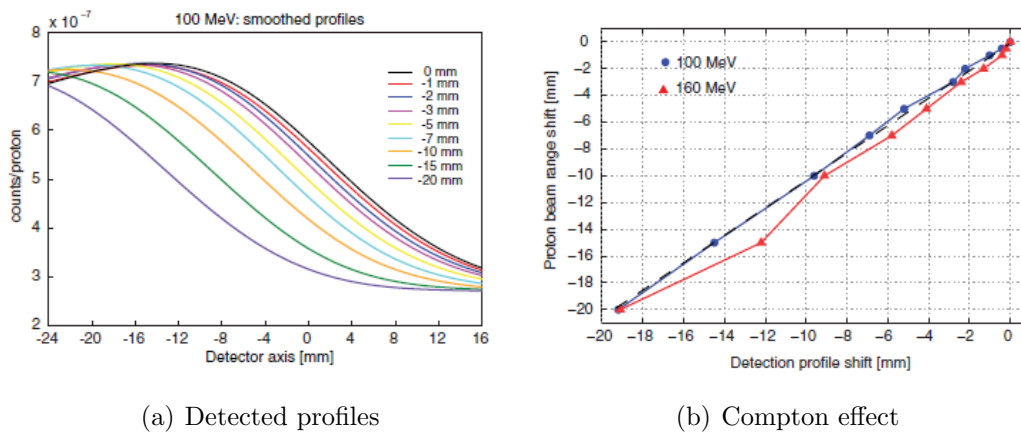 100 MeV: smoothed profiles
8
× 10⁻⁷
7
6
5
4
3
2
counts/proton
0 mm
-1 mm
-2 mm
-3 mm
-5 mm
-7 mm
-10 mm
-15 mm
-20 mm
-24 -20 -16 -12 -8 -4 0 4 8 12 16
Detector axis [mm]
(a) Detected profiles
0
−2
−4
−6
−8
−10
−12
−14
−16
−18
−20
Proton beam range shift [mm]
100 MeV
160 MeV
−20 −18 −16 −14 −12 −10 −8 −6 −4 −2 0
Detection profile shift [mm]
(b) Compton effect